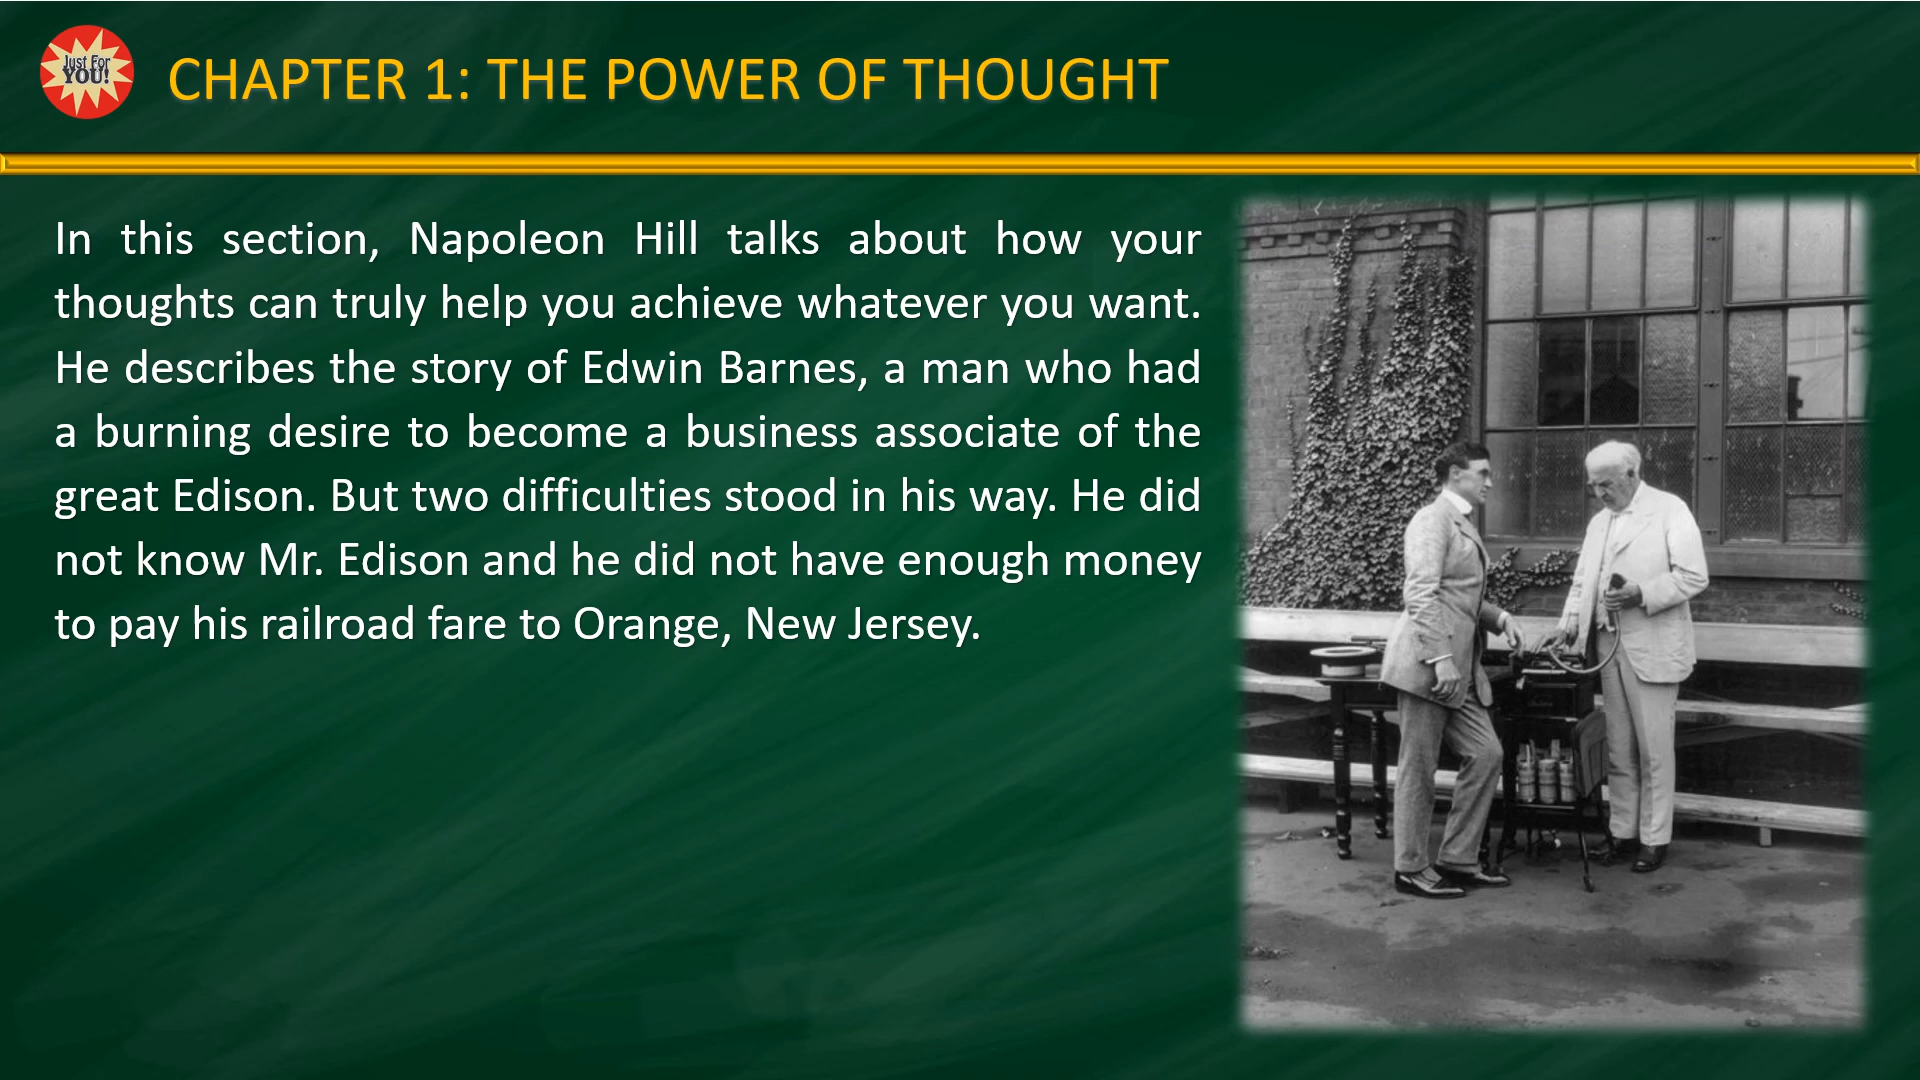 Just For
YOU!
CHAPTER 1: THE POWER OF THOUGHT
In this section, Napoleon Hill talks about how your
thoughts can truly help you achieve whatever you want.
He describes the story of Edwin Barnes, a man who had
a burning desire to become a business associate of the
great Edison. But two difficulties stood in his way. He did
not know Mr. Edison and he did not have enough money
to pay his railroad fare to Orange, New Jersey.